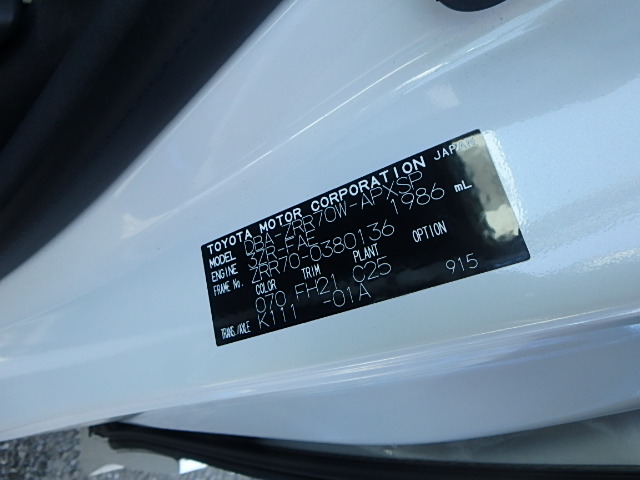 TOYOTA MOTOR CORPORATION JAPAN
MODEL DBA-ZRR70W-APXSP
ENGINE 3ZR-FAE 1986 mL
FRAME No. ZRR70-0380136
COLOR TRIM PLANT OPTION
070 FH21 C25 915
TRANS./AXLE K111 -01A